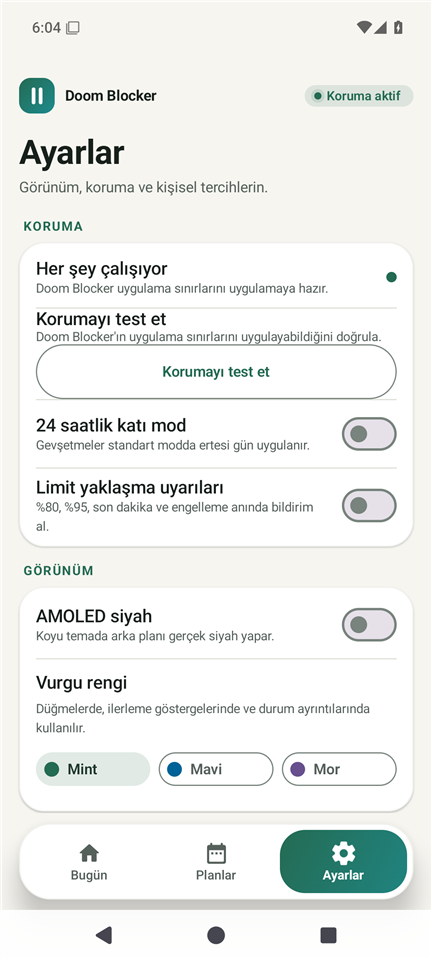 6:04
Doom Blocker
Koruma aktif
Ayarlar
Görünüm, koruma ve kişisel tercihlerin.
KORUMA
Her şey çalışıyor
Doom Blocker uygulama sınırlarını uygulamaya hazır.
Korumayı test et
Doom Blocker'ın uygulama sınırlarını uygulayabildiğini doğrula.
Korumayı test et
24 saatlik katı mod
Gevşetmeler standart modda ertesi gün uygulanır.
Limit yaklaşma uyarıları
%80, %95, son dakika ve engelleme anında bildirim
al.
GÖRÜNÜM
AMOLED siyah
Koyu temada arka planı gerçek siyah yapar.
Vurgu rengi
Düğmelerde, ilerleme göstergelerinde ve durum ayrıntılarında
kullanılır.
Mint
Mavi
Mor
Bugün
Planlar
Ayarlar